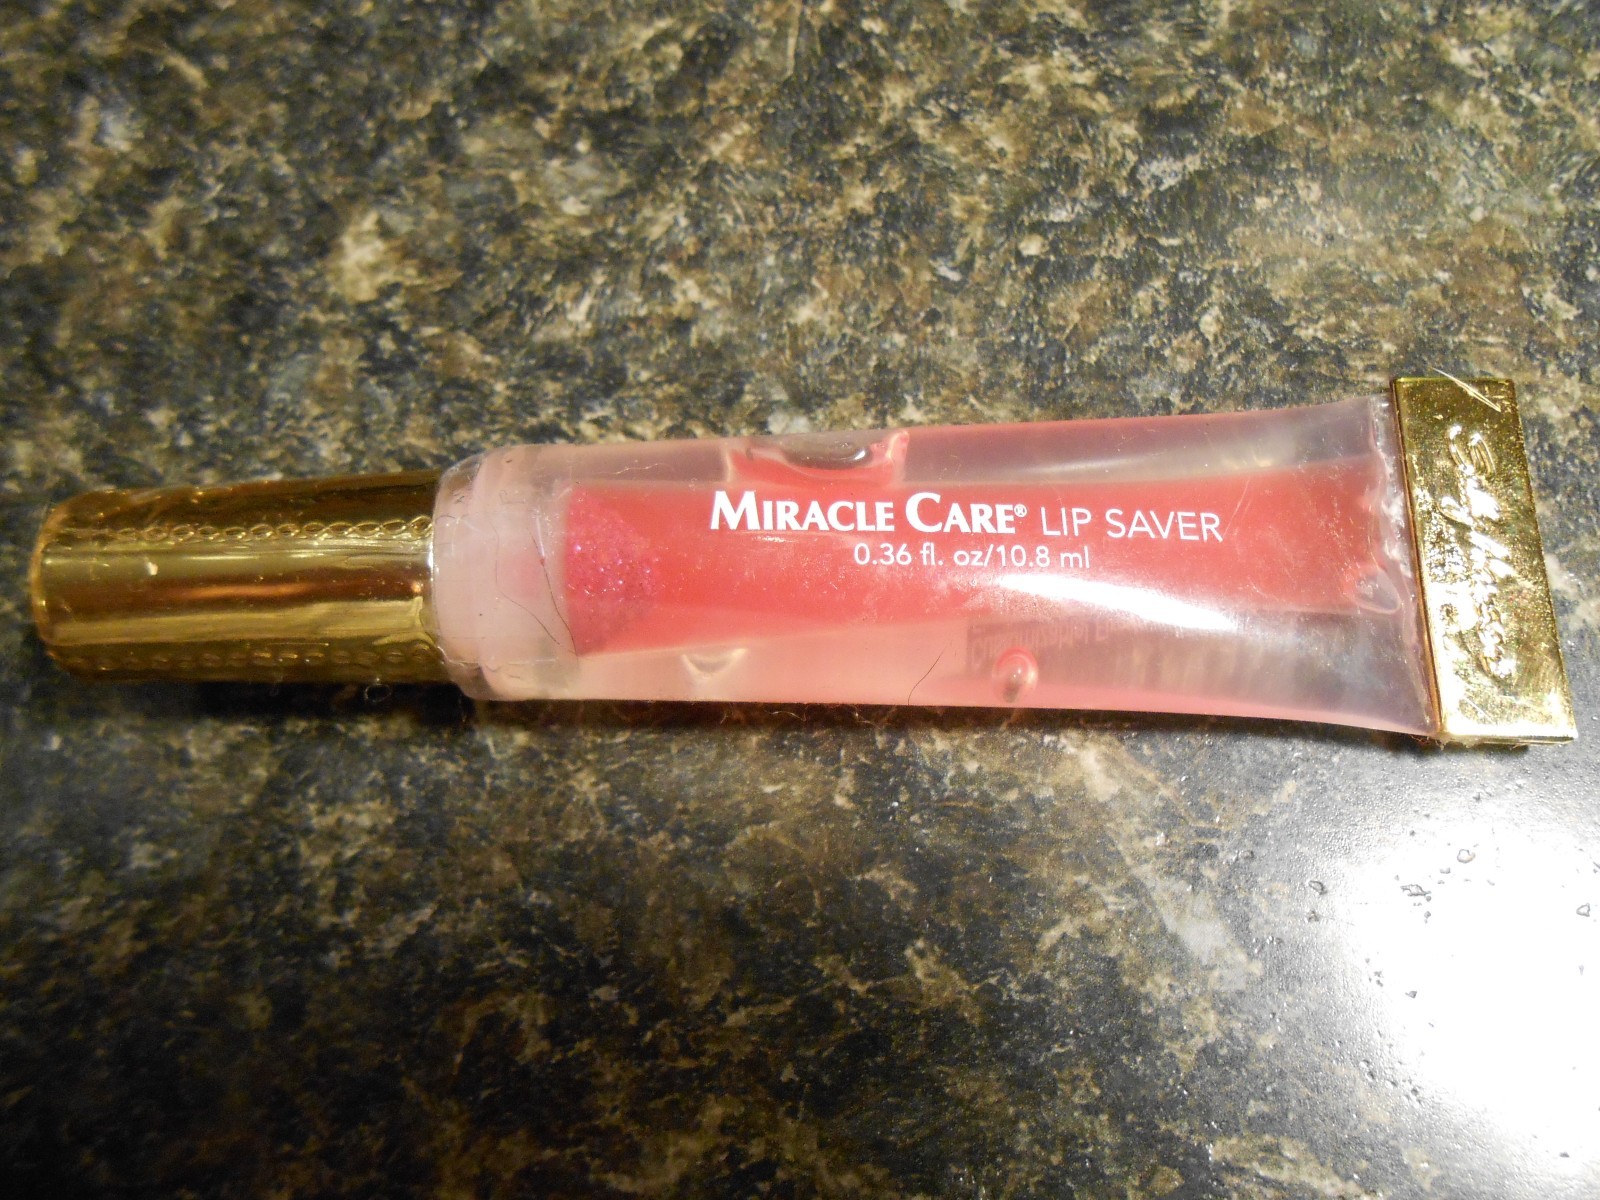 MIRACLE CARE® LIP SAVER
0.36 fl. oz/10.8 ml